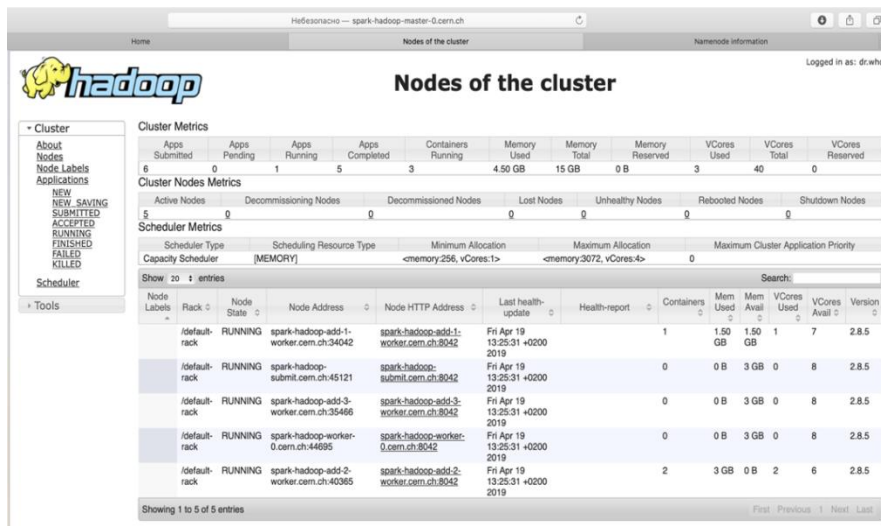 Небезопасно — spark-hadoop-master-0.cern.ch
Home Nodes of the cluster Namenode information
Logged in as: dr.who
hadoop
Nodes of the cluster
Cluster
About
Nodes
Node Labels
Applications
NEW
NEW_SAVING
SUBMITTED
ACCEPTED
RUNNING
FINISHED
FAILED
KILLED
Scheduler
Tools
Cluster Metrics
Apps Submitted Apps Pending Apps Running Apps Completed Containers Running Memory Used Memory Total Memory Reserved VCores Used VCores Total VCores Reserved
6 0 1 5 3 4.50 GB 15 GB 0 B 3 40 0
Cluster Nodes Metrics
Active Nodes Decommissioning Nodes Decommissioned Nodes Lost Nodes Unhealthy Nodes Rebooted Nodes Shutdown Nodes
5 0 0 0 0 0 0
Scheduler Metrics
Scheduler Type Scheduling Resource Type Minimum Allocation Maximum Allocation Maximum Cluster Application Priority
Capacity Scheduler [MEMORY] <memory:256, vCores:1> <memory:3072, vCores:4> 0
Show 20 entries Search:
Node Labels Rack Node State Node Address Node HTTP Address Last health-update Health-report Containers Mem Used Mem Avail VCores Used VCores Avail Version
/default-rack RUNNING spark-hadoop-add-1-worker.cern.ch:34042 spark-hadoop-add-1-worker.cern.ch:8042 Fri Apr 19 13:25:31 +0200 2019 1 1.50 GB 1.50 GB 1 7 2.8.5
/default-rack RUNNING spark-hadoop-submit.cern.ch:45121 spark-hadoop-submit.cern.ch:8042 Fri Apr 19 13:25:31 +0200 2019 0 0 B 3 GB 0 8 2.8.5
/default-rack RUNNING spark-hadoop-add-3-worker.cern.ch:35466 spark-hadoop-add-3-worker.cern.ch:8042 Fri Apr 19 13:25:31 +0200 2019 0 0 B 3 GB 0 8 2.8.5
/default-rack RUNNING spark-hadoop-worker-0.cern.ch:44695 spark-hadoop-worker-0.cern.ch:8042 Fri Apr 19 13:25:31 +0200 2019 0 0 B 3 GB 0 8 2.8.5
/default-rack RUNNING spark-hadoop-add-2-worker.cern.ch:40365 spark-hadoop-add-2-worker.cern.ch:8042 Fri Apr 19 13:25:31 +0200 2019 2 3 GB 0 B 2 6 2.8.5
Showing 1 to 5 of 5 entries First Previous 1 Next Last